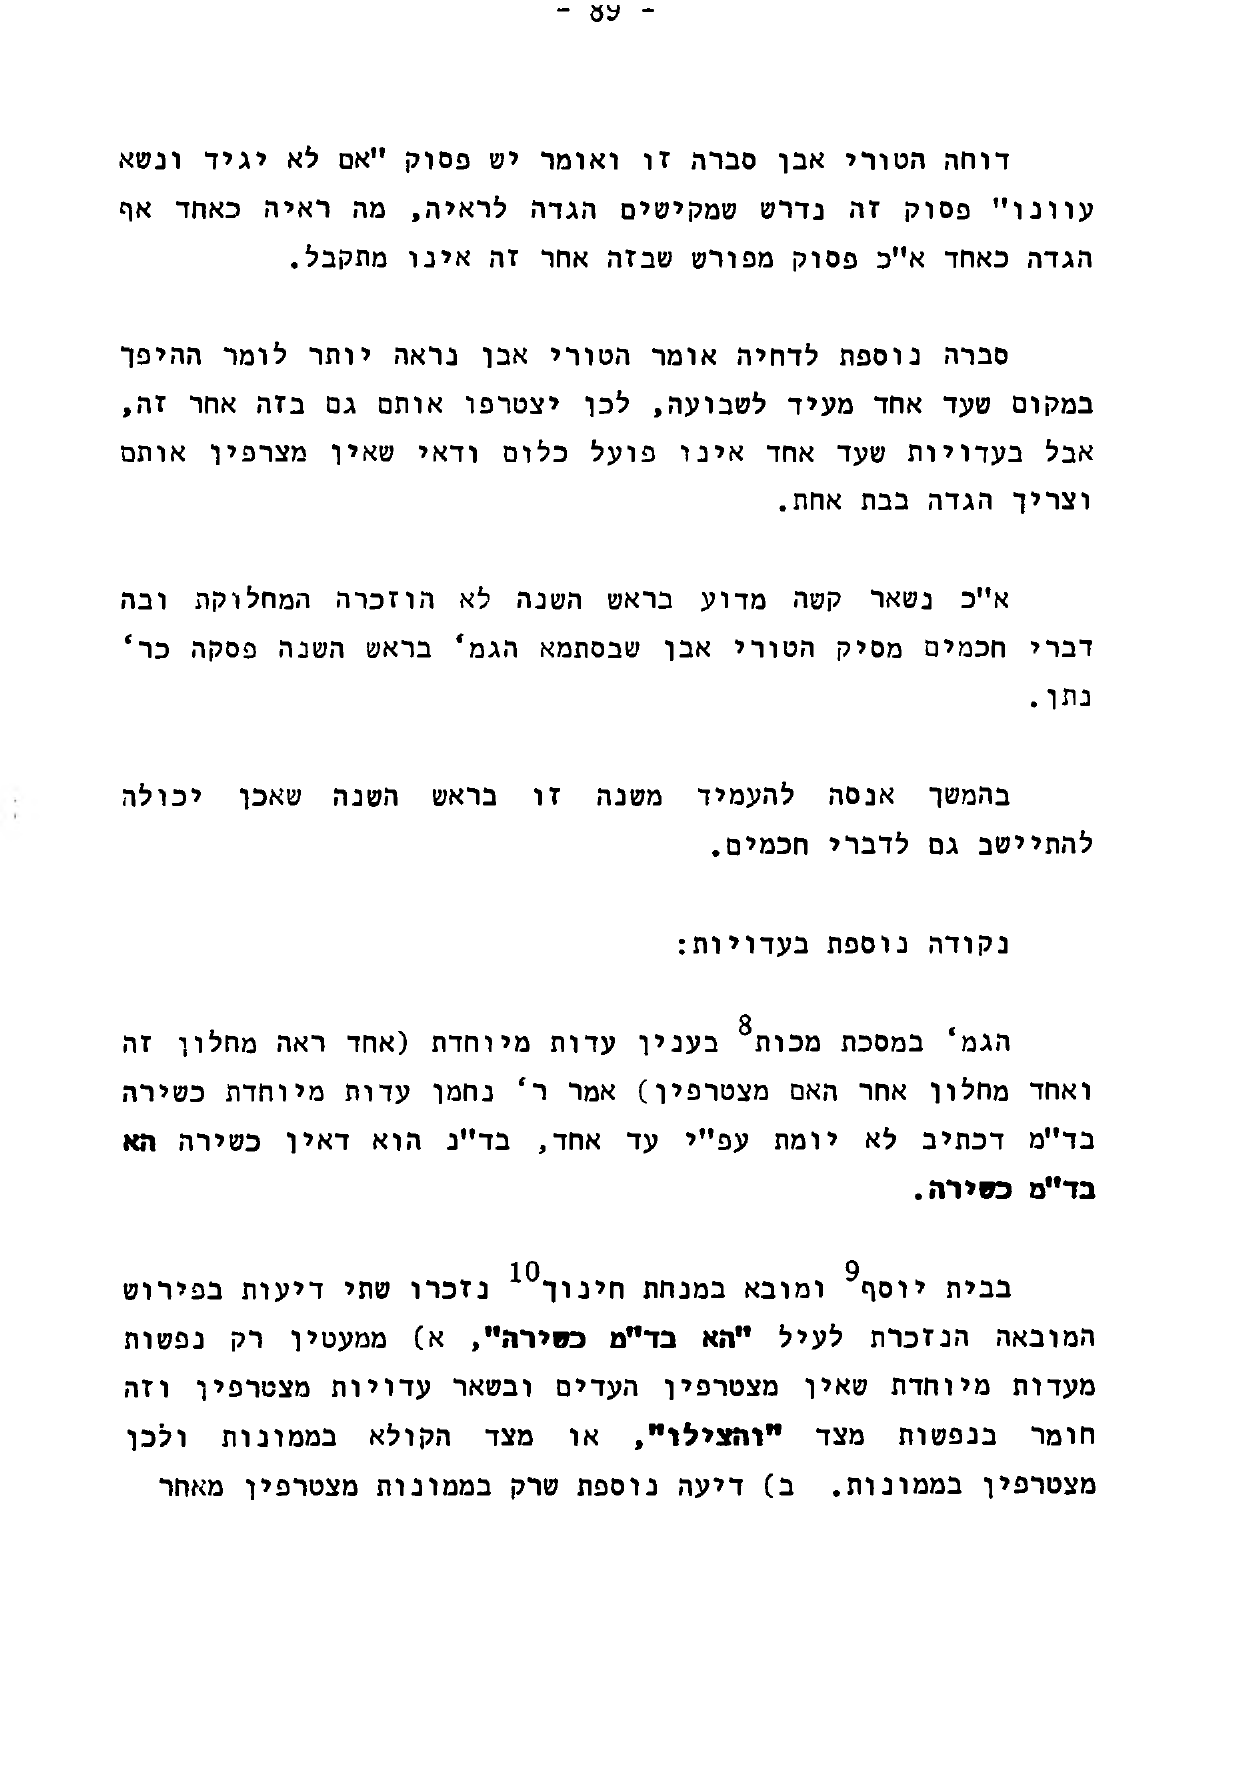 - 89 -
דוחה הטורי אבן סברה זו ואומר יש פסוק "אם לא יגיד ונשא
עוונו" פסוק זה נדרש שמקישים הגדה לראיה, מה ראיה כאחד אף
הגדה כאחד א"כ פסוק מפורש שבזה אחר זה אינו מתקבל.
סברה נוספת לדחיה אומר הטורי אבן נראה יותר לומר ההיפך
במקום שעד אחד מעיד לשבועה, לכן יצטרפו אותם גם בזה אחר זה,
אבל בעדויות שעד אחד אינו פועל כלום ודאי שאין מצרפין אותם
וצריך הגדה בבת אחת.
א"כ נשאר קשה מדוע בראש השנה לא הוזכרה המחלוקת ובה
דברי חכמים מסיק הטורי אבן שבסתמא הגמ' בראש השנה פסקה כר'
נתן.
בהמשך אנסה להעמיד משנה זו בראש השנה שאכן יכולה
להתיישב גם לדברי חכמים.
נקודה נוספת בעדויות:
הגמ' במסכת מכות8 בענין עדות מיוחדת (אחד ראה מחלון זה
ואחד מחלון אחר האם מצטרפין) אמר ר' נחמן עדות מיוחדת כשירה
בד"מ דכתיב לא יומת עפ"י עד אחד, בד"נ הוא דאין כשירה הא
בד"מ כשירה.
בבית יוסף9 ומובא במנחת חינוך10 נזכרו שתי דיעות בפירוש
המובאה הנזכרת לעיל "הא בד"מ כשירה", א) ממעטין רק נפשות
מעדות מיוחדת שאין מצטרפין העדים ובשאר עדויות מצטרפין וזה
חומר בנפשות מצד "והצילו", או מצד הקולא בממונות ולכן
מצטרפין בממונות. ב) דיעה נוספת שרק בממונות מצטרפין מאחר